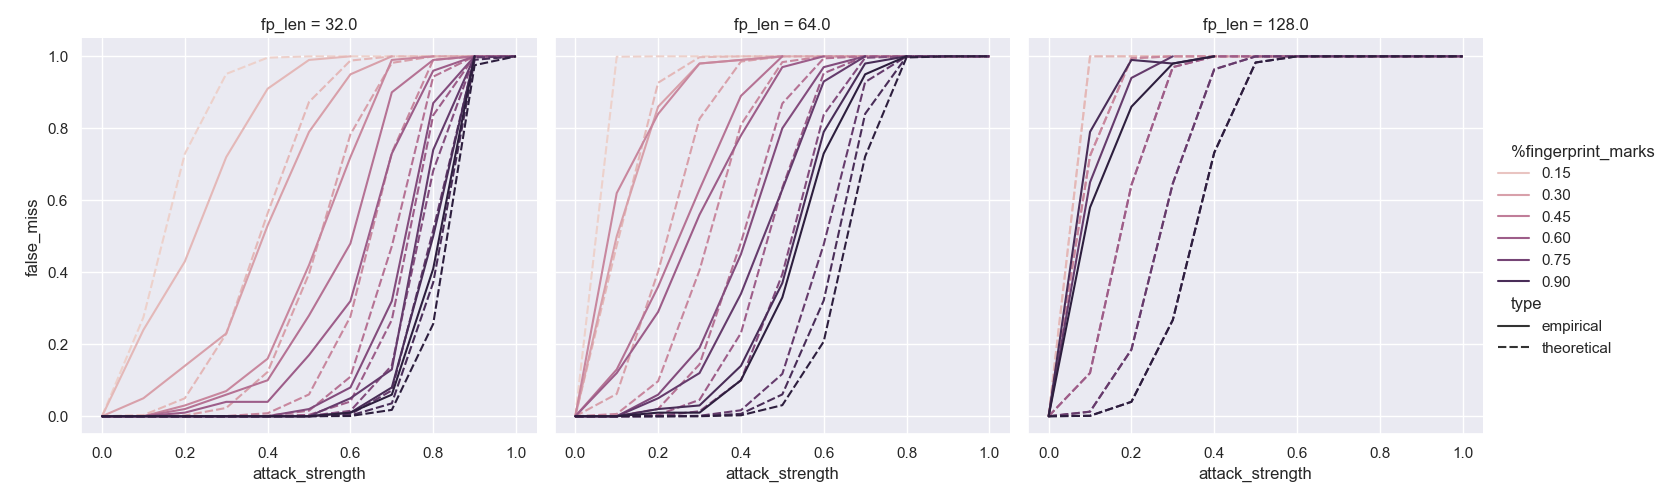 fp_len = 32.0
fp_len = 64.0
fp_len = 128.0
false_miss
1.0
0.8
0.6
0.4
0.2
0.0
0.0 0.2 0.4 0.6 0.8 1.0
0.0 0.2 0.4 0.6 0.8 1.0
0.0 0.2 0.4 0.6 0.8 1.0
attack_strength
attack_strength
attack_strength
%fingerprint_marks
0.15
0.30
0.45
0.60
0.75
0.90
type
empirical
theoretical